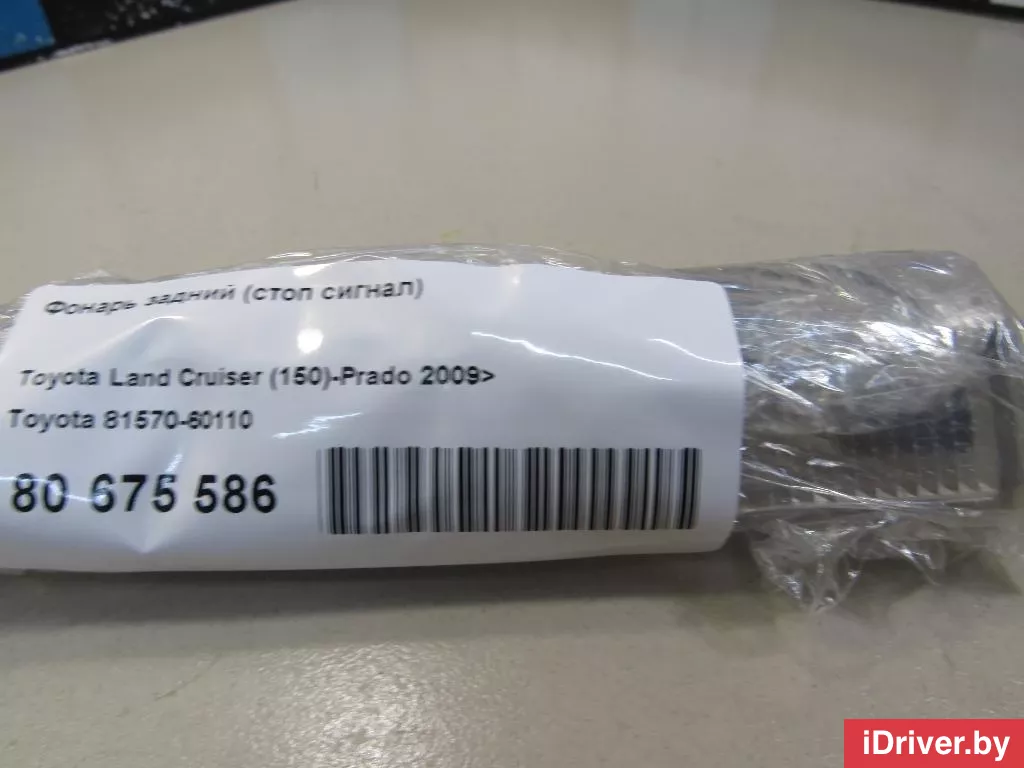 Фонарь задний (стоп сигнал)
Toyota Land Cruiser (150)-Prado 2009>
Toyota 81570-60110
80 675 586
iDriver.by